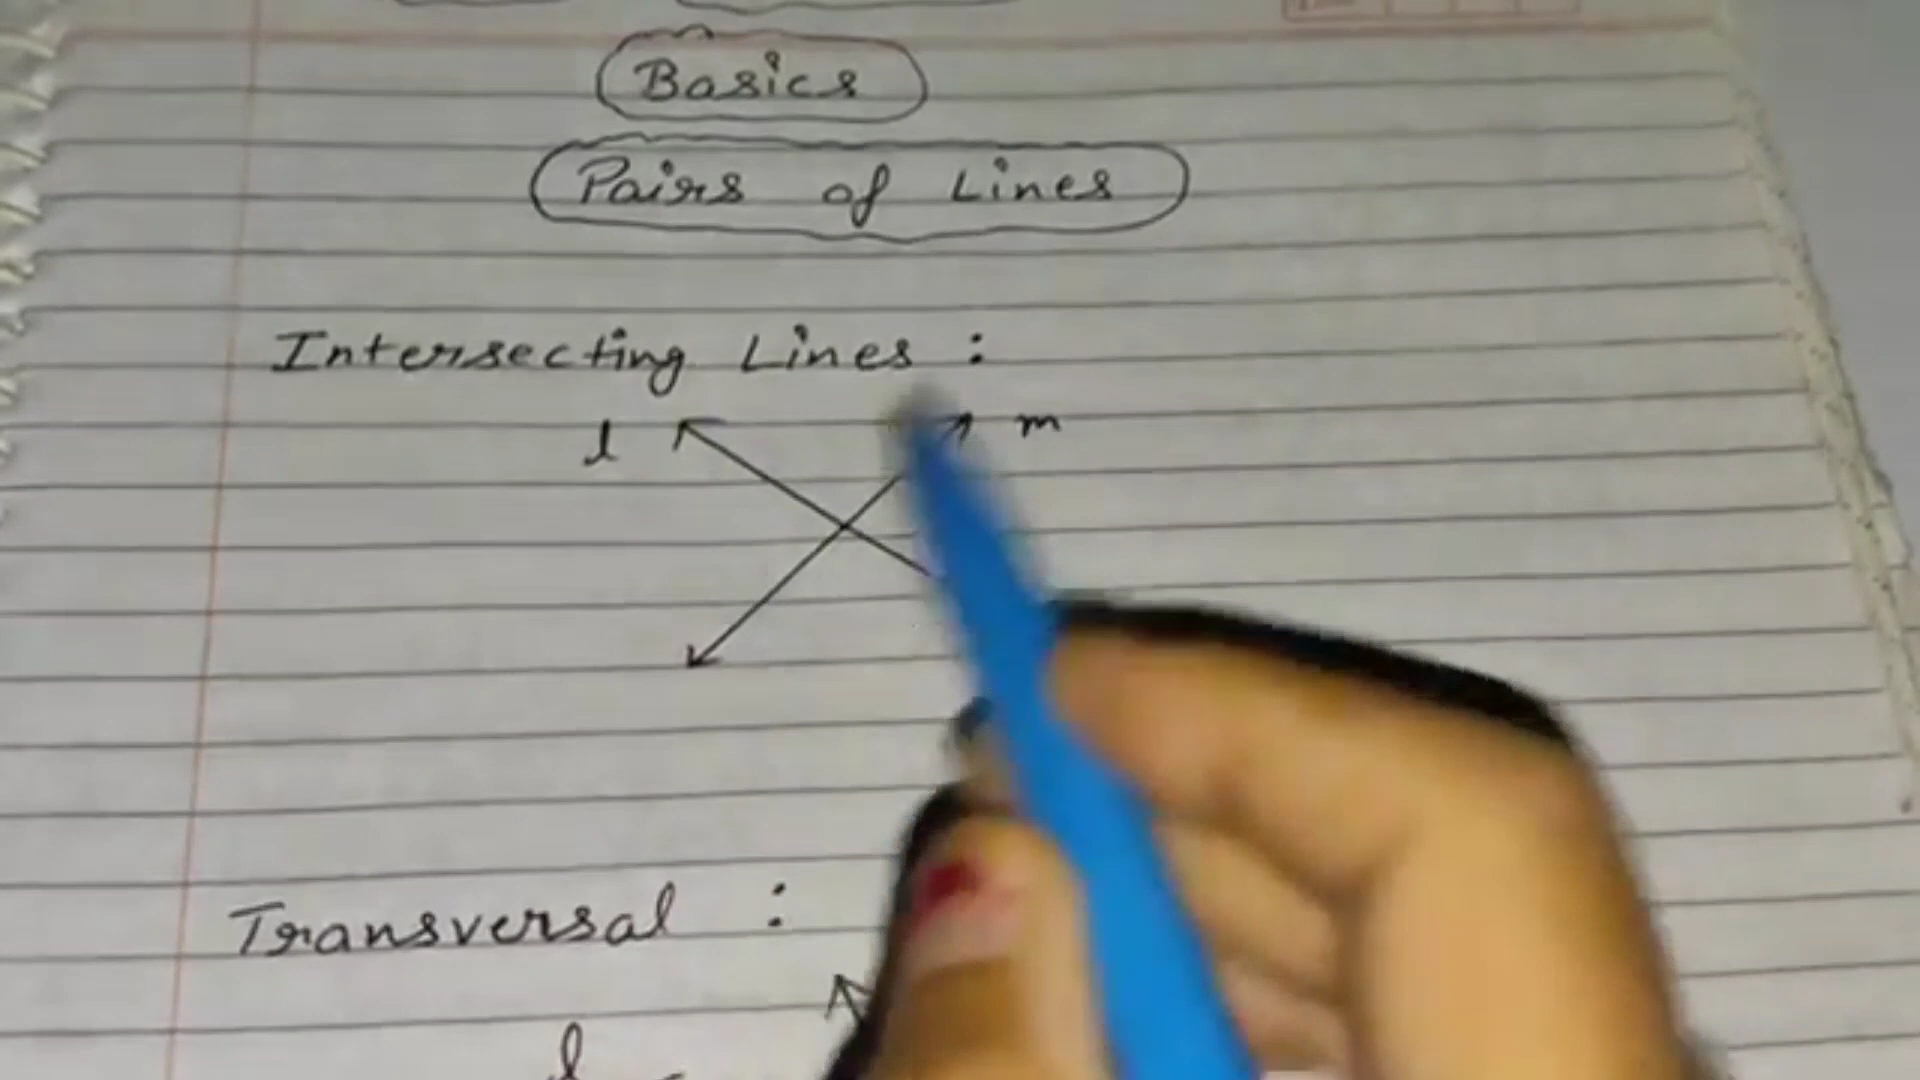 Basics
Pairs of Lines
Intersecting Lines :
l m
Transversal :
l